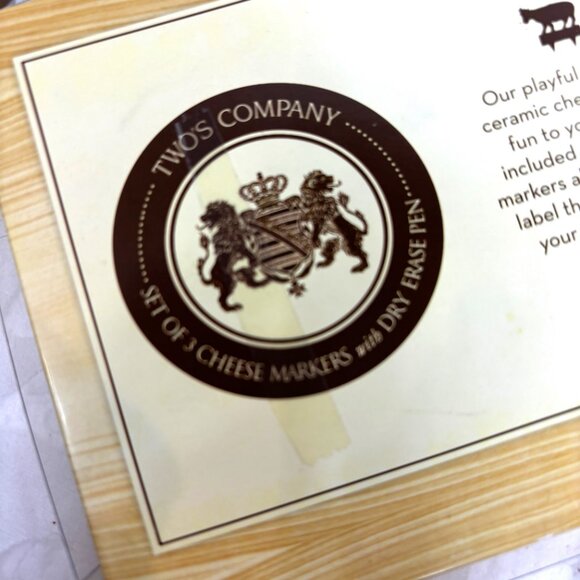 TWO'S COMPANY
SET OF 3 CHEESE MARKERS with DRY ERASE PEN
Our playful
ceramic che
fun to yo
included
markers a
label th
your